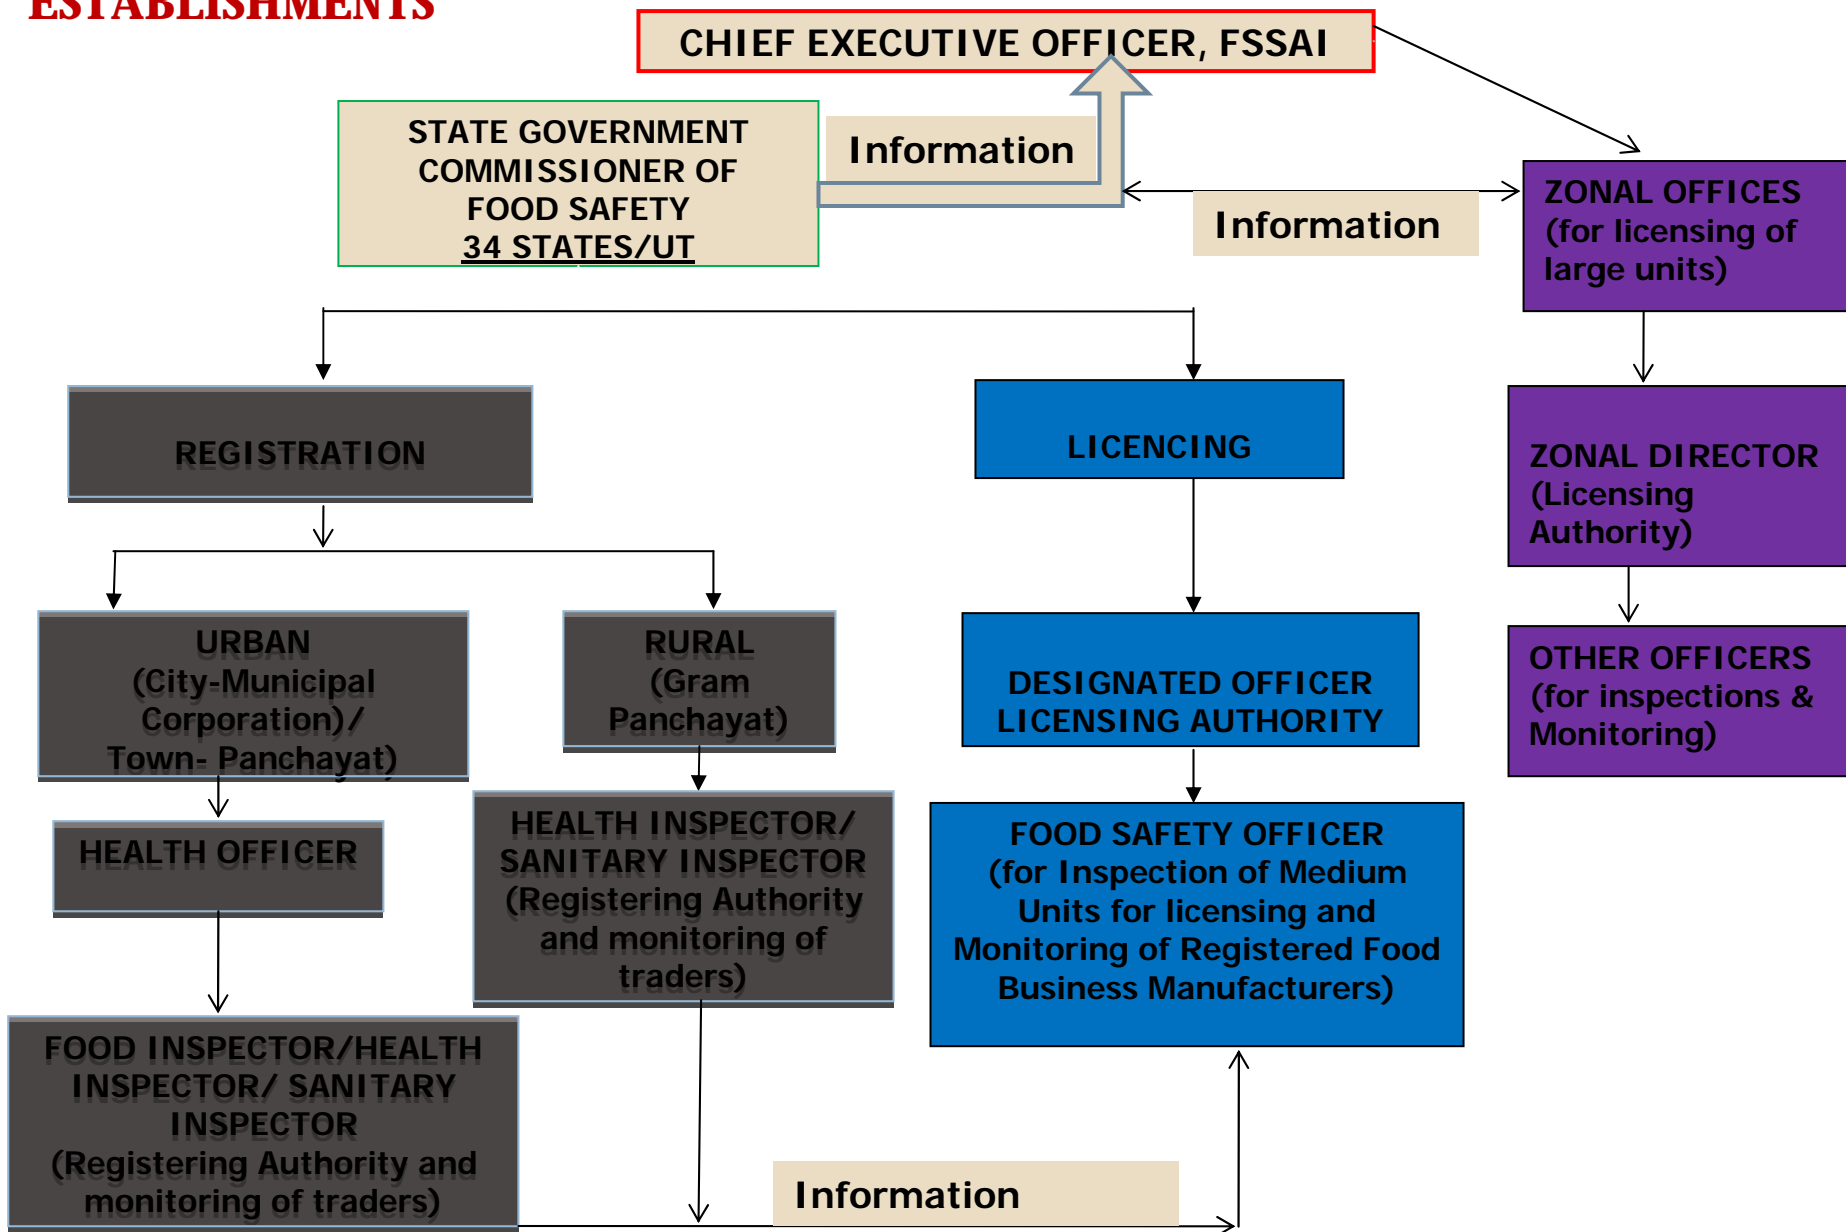 ESTABLISHMENTS
CHIEF EXECUTIVE OFFICER, FSSAI
STATE GOVERNMENT
COMMISSIONER OF
FOOD SAFETY
34 STATES/UT
Information
Information
ZONAL OFFICES
(for licensing of
large units)
REGISTRATION
LICENCING
ZONAL DIRECTOR
(Licensing
Authority)
URBAN
(City-Municipal
Corporation)/
Town- Panchayat)
RURAL
(Gram
Panchayat)
DESIGNATED OFFICER
LICENSING AUTHORITY
OTHER OFFICERS
(for inspections &
Monitoring)
HEALTH OFFICER
HEALTH INSPECTOR/
SANITARY INSPECTOR
(Registering Authority
and monitoring of
traders)
FOOD SAFETY OFFICER
(for Inspection of Medium
Units for licensing and
Monitoring of Registered Food
Business Manufacturers)
FOOD INSPECTOR/HEALTH
INSPECTOR/ SANITARY
INSPECTOR
(Registering Authority and
monitoring of traders)
Information